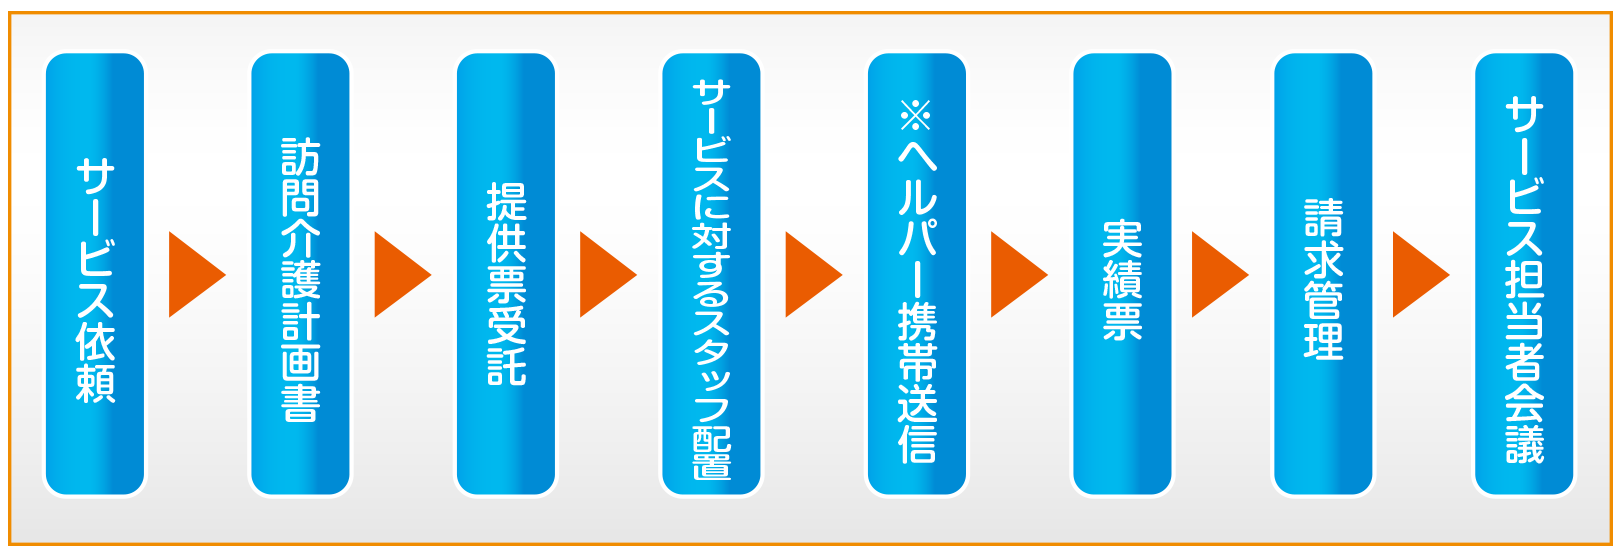 サービス依頼
訪問介護計画書
提供票受託
サービスに対するスタッフ配置
※ヘルパー携帯送信
実績票
請求管理
サービス担当者会議